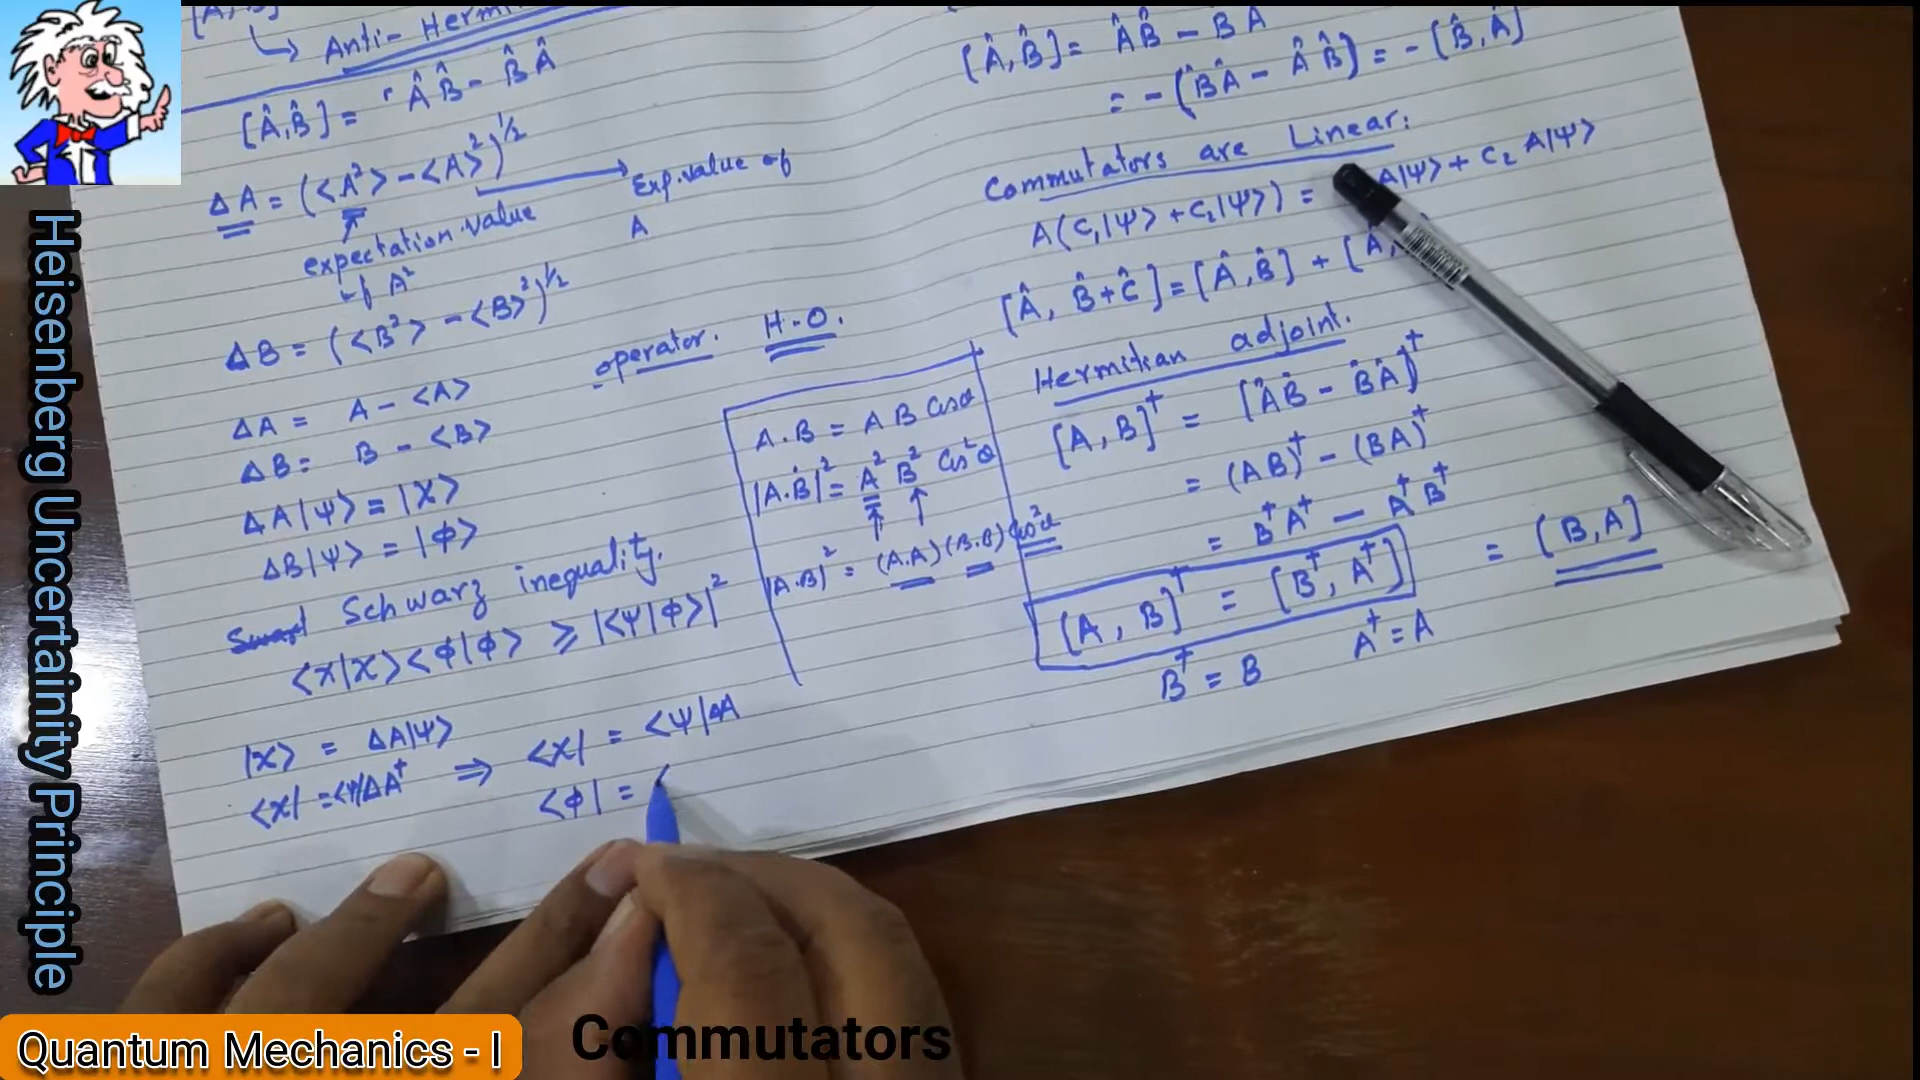 [A,B]
↳ Anti-Hermi
[Â,B̂] = ÂB̂ - B̂Â
ΔA = (<A²> - <A>²)^1/2
Exp.value of
A
expectation value
of A²
ΔB = (<B²> - <B>²)^1/2
operator. H.O.
ΔA = A - <A>
ΔB = B - <B>
ΔA|ψ> = |χ>
ΔB|ψ> = |φ>
Schwarz inequality.
<χ|χ><φ|φ> ≥ |<ψ|φ>|²
|χ> = ΔA|ψ>
<χ| = <ψ|ΔA† ⇒ <χ| = <ψ|ΔA
<φ| = <
A.B = A B Cosθ
|A.B|² = A² B² Cos²θ
|A.B|² = (A.A)(B.B) Cos²θ
[Â,B̂] = ÂB̂ - BA
= -(B̂Â - ÂB̂) = -[B̂,Â]
Commutators are Linear:
A(C₁|ψ> + C₂|ψ>) = A|ψ> + C₂ A|ψ>
[Â, B̂+Ĉ] = [Â,B̂] + [Â,
Hermitian adjoint.
[A,B]† = [ÂB̂ - B̂Â]†
= (AB)† - (BA)†
= B†A† - A†B†
[A,B]† = [B†,A†] = [B,A]
B† = B A† = A
Heisenberg Uncertainity Principle
Quantum Mechanics - I
Commutators